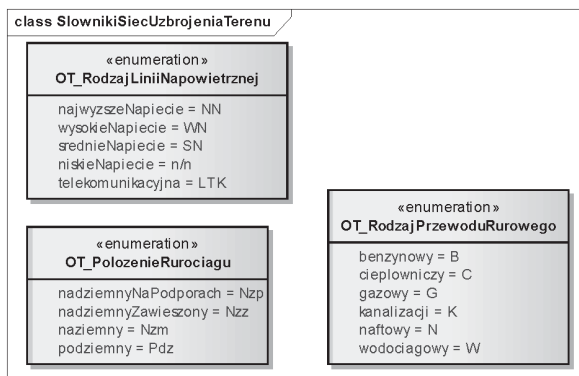 class SlownikiSiecUzbrojeniaTerenu
«enumeration»
OT_RodzajLiniiNapowietrznej
najwyzszeNapiecie = NN
wysokieNapiecie = WN
srednieNapiecie = SN
niskieNapiecie = n/n
telekomunikacyjna = LTK
«enumeration»
OT_PolozenieRurociagu
nadziemnyNaPodporach = Nzp
nadziemnyZawieszony = Nzz
naziemny = Nzm
podziemny = Pdz
«enumeration»
OT_RodzajPrzewoduRurowego
benzynowy = B
cieplowniczy = C
gazowy = G
kanalizacji = K
naftowy = N
wodociagowy = W